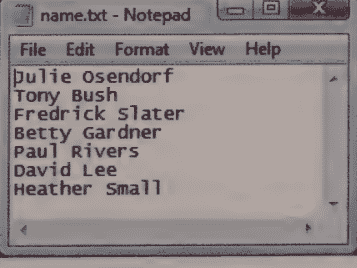 name.txt - Notepad
File Edit Format View Help
Julie Osendorf
Tony Bush
Fredrick Slater
Betty Gardner
Paul Rivers
David Lee
Heather Small